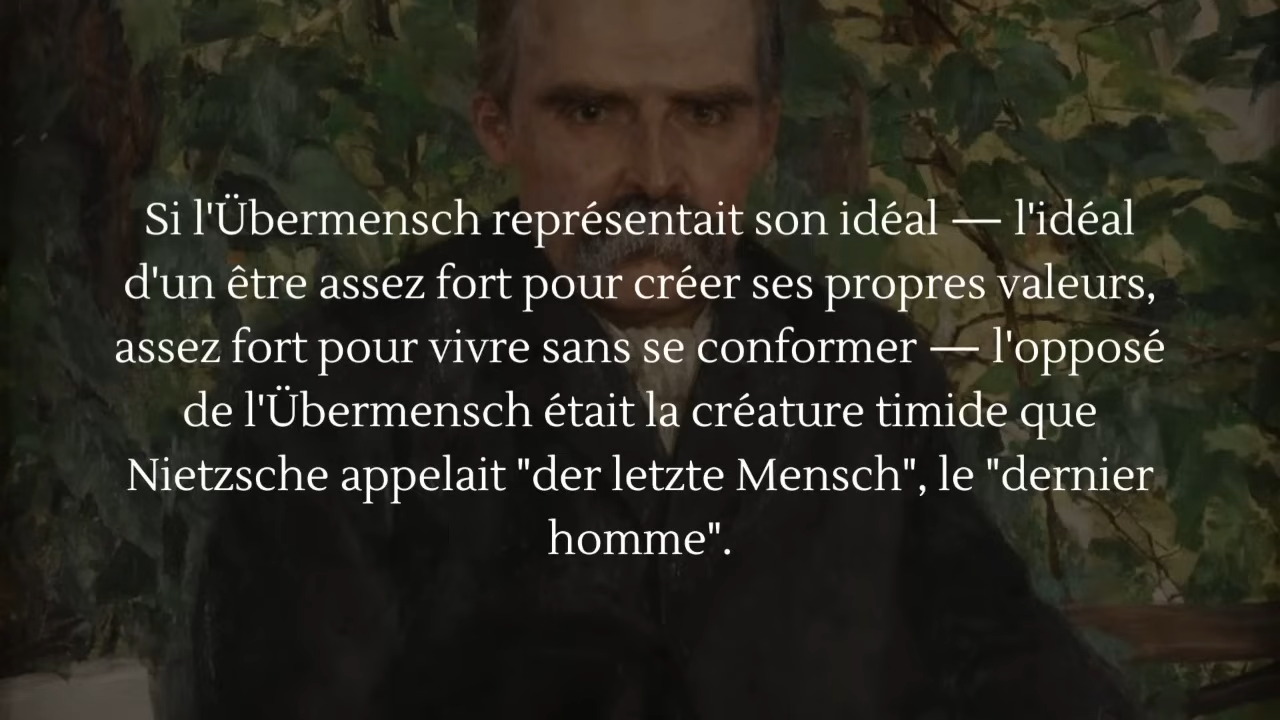 Si l'Übermensch représentait son idéal — l'idéal
d'un être assez fort pour créer ses propres valeurs,
assez fort pour vivre sans se conformer — l'opposé
de l'Übermensch était la créature timide que
Nietzsche appelait "der letzte Mensch", le "dernier
homme".